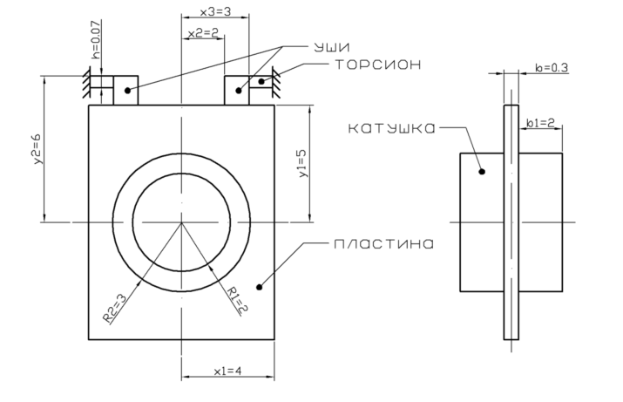 x3=3
x2=2
УШИ
ТОРСИОН
h=0.07
b=0.3
b1=2
КАТУШКА
y2=6
y1=5
ПЛАСТИНА
R2=3
R1=2
x1=4